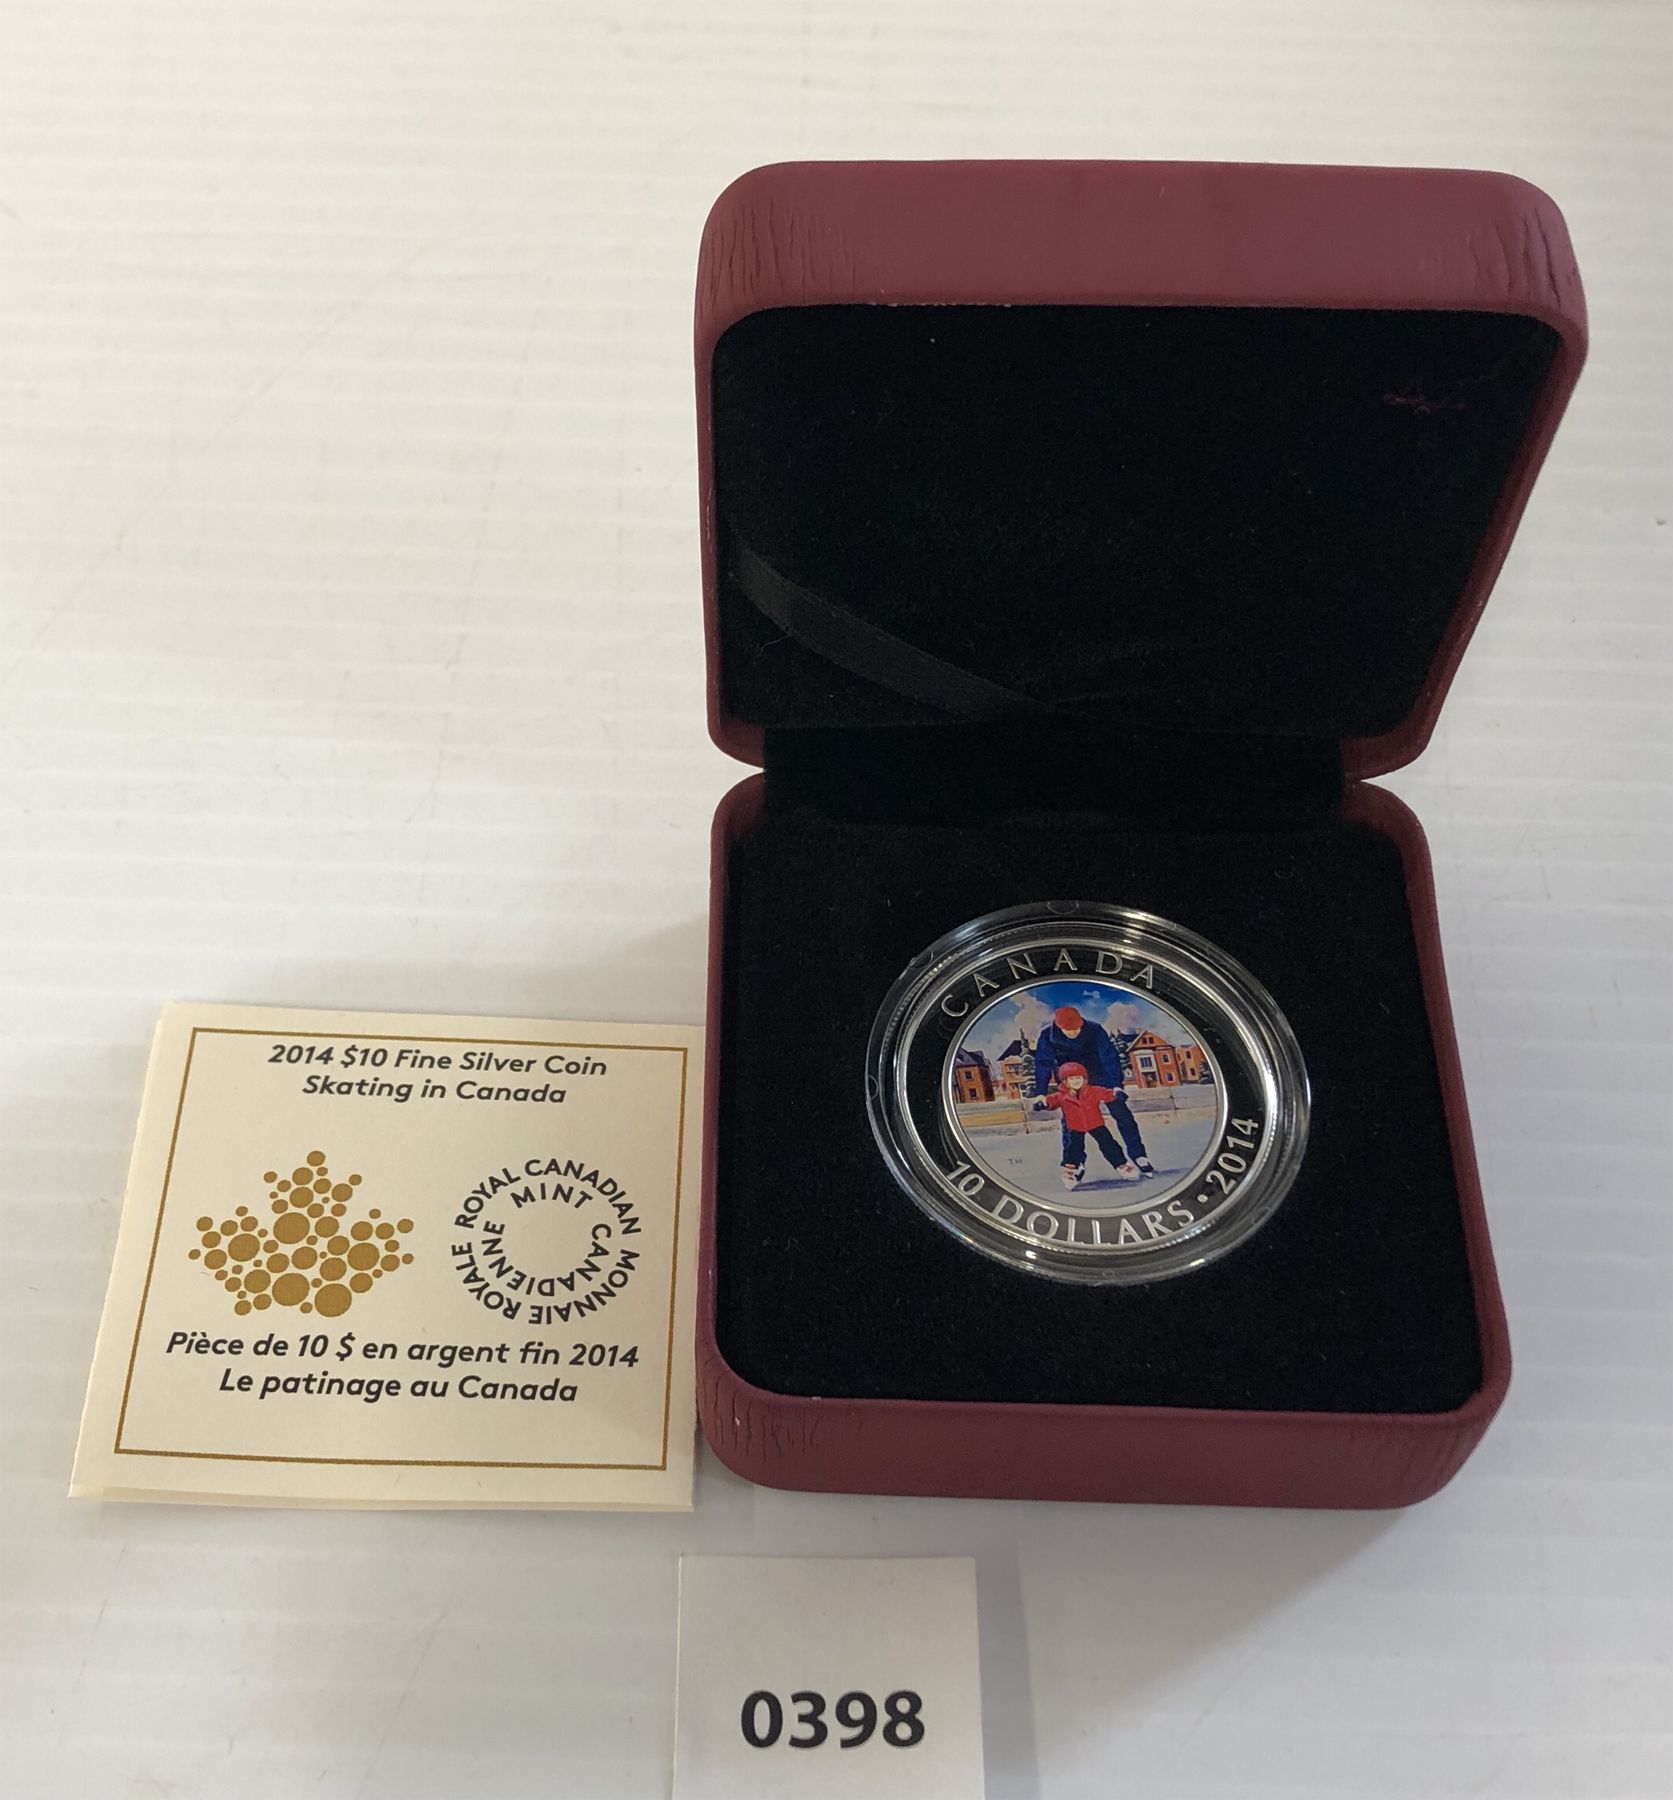 2014 $10 Fine Silver Coin
Skating in Canada
ROYAL CANADIAN MINT
MONNAIE ROYALE CANADIENNE
Pièce de 10 $ en argent fin 2014
Le patinage au Canada
CANADA
TH
10 DOLLARS • 2014
0398